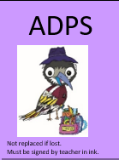 ADPS
Not replaced if lost.
Must be signed by teacher in ink.